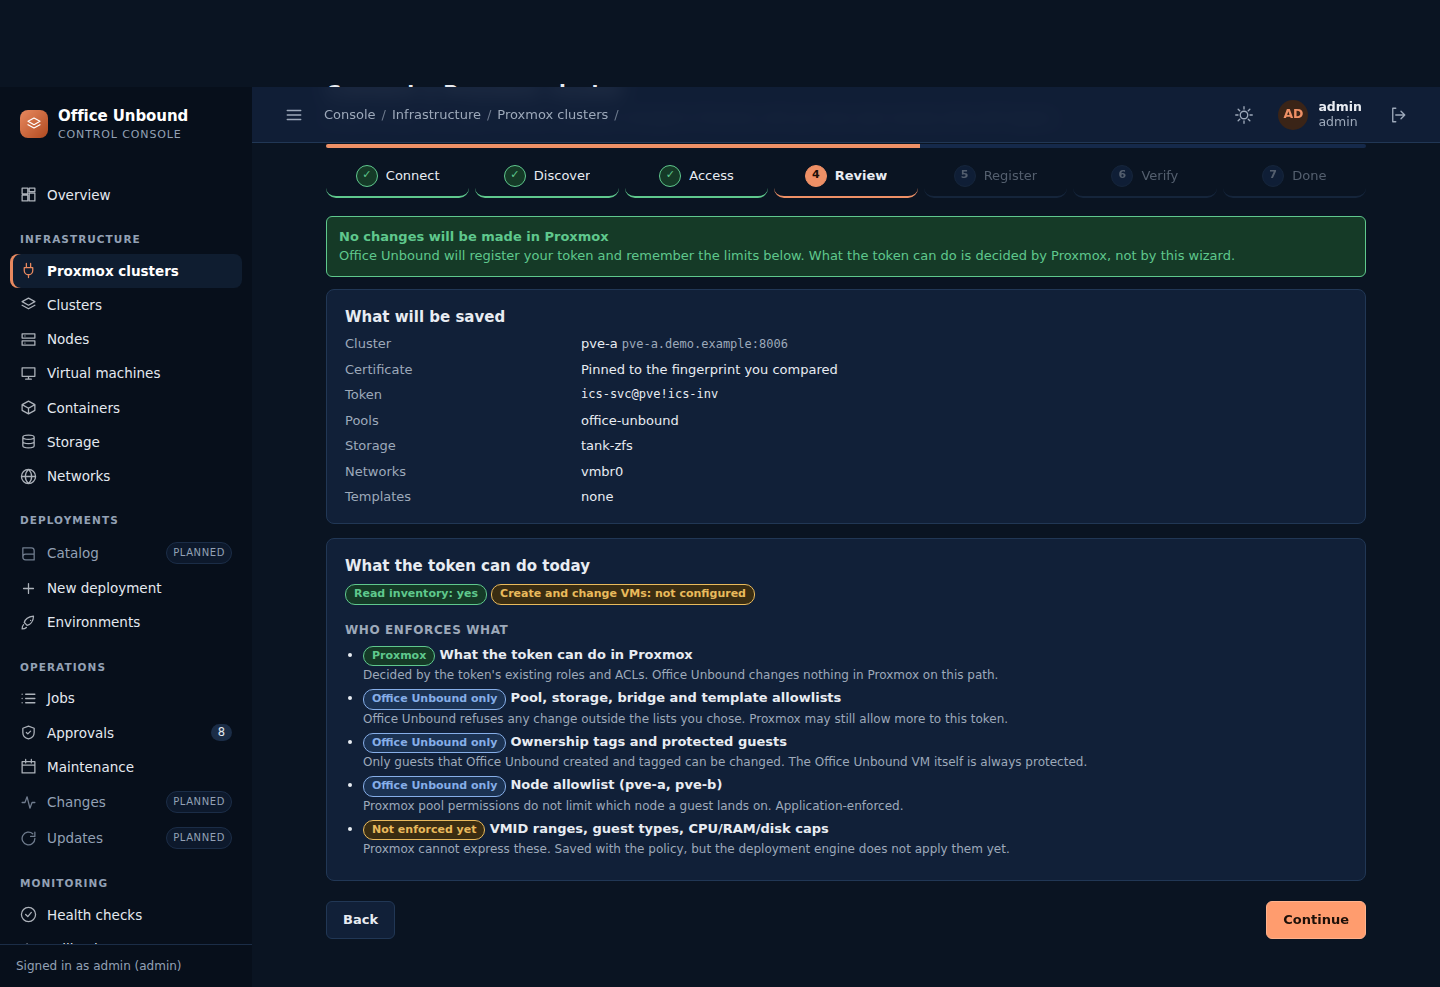 Office Unbound
CONTROL CONSOLE
Overview
INFRASTRUCTURE
Proxmox clusters
Clusters
Nodes
Virtual machines
Containers
Storage
Networks
DEPLOYMENTS
Catalog PLANNED
New deployment
Environments
OPERATIONS
Jobs
Approvals 8
Maintenance
Changes PLANNED
Updates PLANNED
MONITORING
Health checks
Signed in as admin (admin)
Console / Infrastructure / Proxmox clusters /
AD admin
admin
✓ Connect ✓ Discover ✓ Access 4 Review 5 Register 6 Verify 7 Done
No changes will be made in Proxmox
Office Unbound will register your token and remember the limits below. What the token can do is decided by Proxmox, not by this wizard.
What will be saved
Cluster pve-a pve-a.demo.example:8006
Certificate Pinned to the fingerprint you compared
Token ics-svc@pve!ics-inv
Pools office-unbound
Storage tank-zfs
Networks vmbr0
Templates none
What the token can do today
Read inventory: yes Create and change VMs: not configured
WHO ENFORCES WHAT
• Proxmox What the token can do in Proxmox
Decided by the token's existing roles and ACLs. Office Unbound changes nothing in Proxmox on this path.
• Office Unbound only Pool, storage, bridge and template allowlists
Office Unbound refuses any change outside the lists you chose. Proxmox may still allow more to this token.
• Office Unbound only Ownership tags and protected guests
Only guests that Office Unbound created and tagged can be changed. The Office Unbound VM itself is always protected.
• Office Unbound only Node allowlist (pve-a, pve-b)
Proxmox pool permissions do not limit which node a guest lands on. Application-enforced.
• Not enforced yet VMID ranges, guest types, CPU/RAM/disk caps
Proxmox cannot express these. Saved with the policy, but the deployment engine does not apply them yet.
Back
Continue